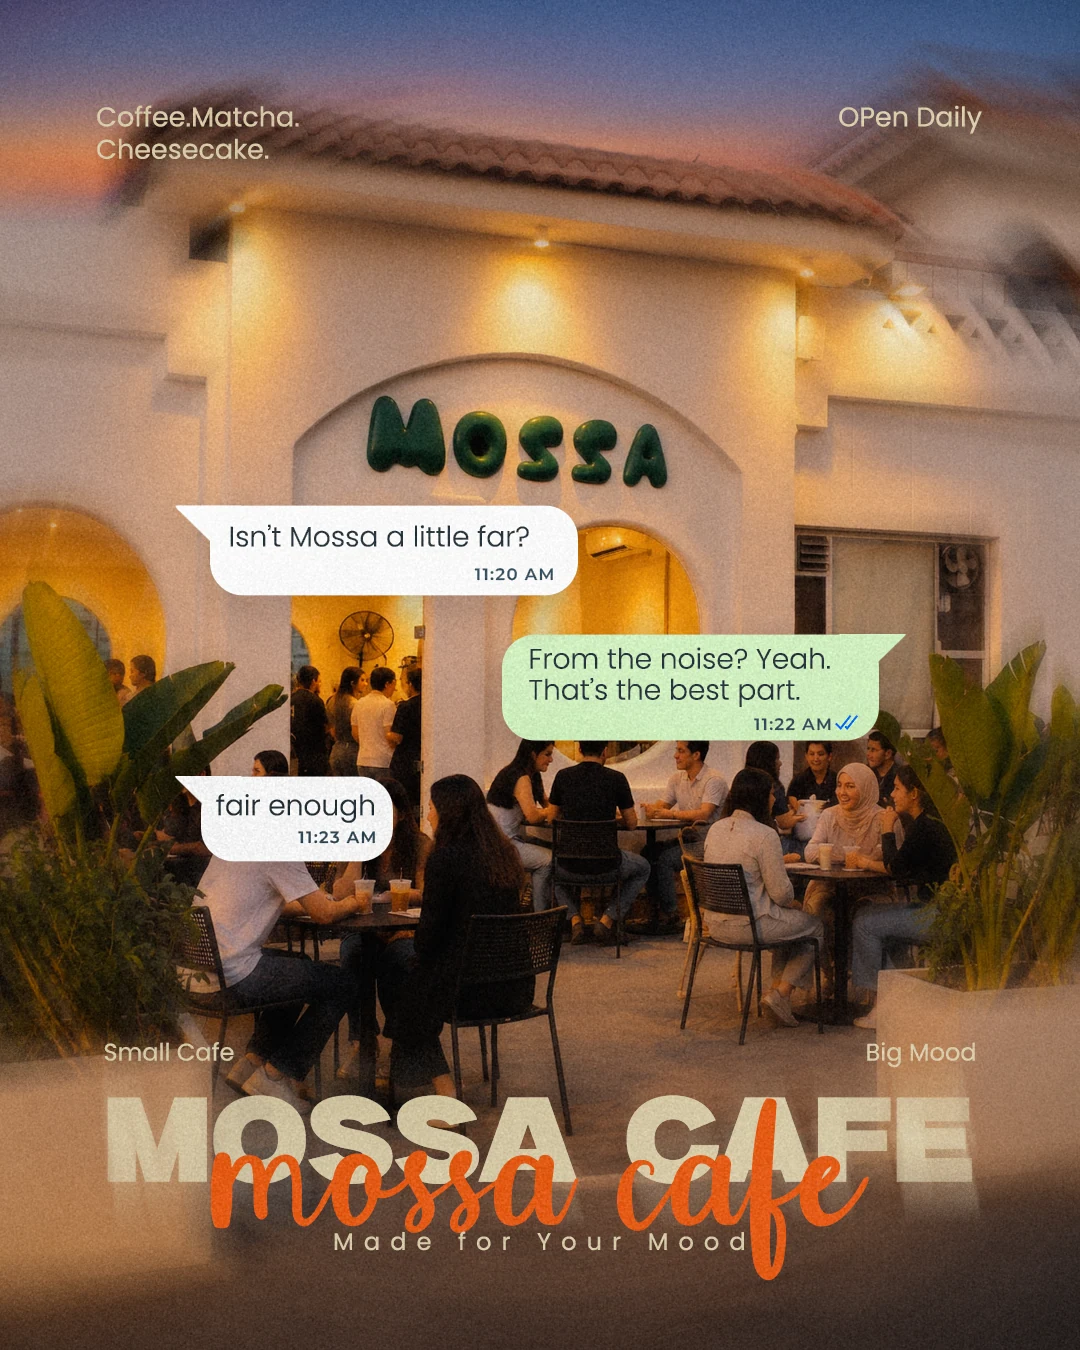 Coffee.Matcha.
Cheesecake.
OPen Daily
MOSSA
Isn't Mossa a little far?
11:20 AM
From the noise? Yeah.
That's the best part.
11:22 AM
fair enough
11:23 AM
Small Cafe
Big Mood
MOSSA CAFE
mossa cafe
Made for Your Mood